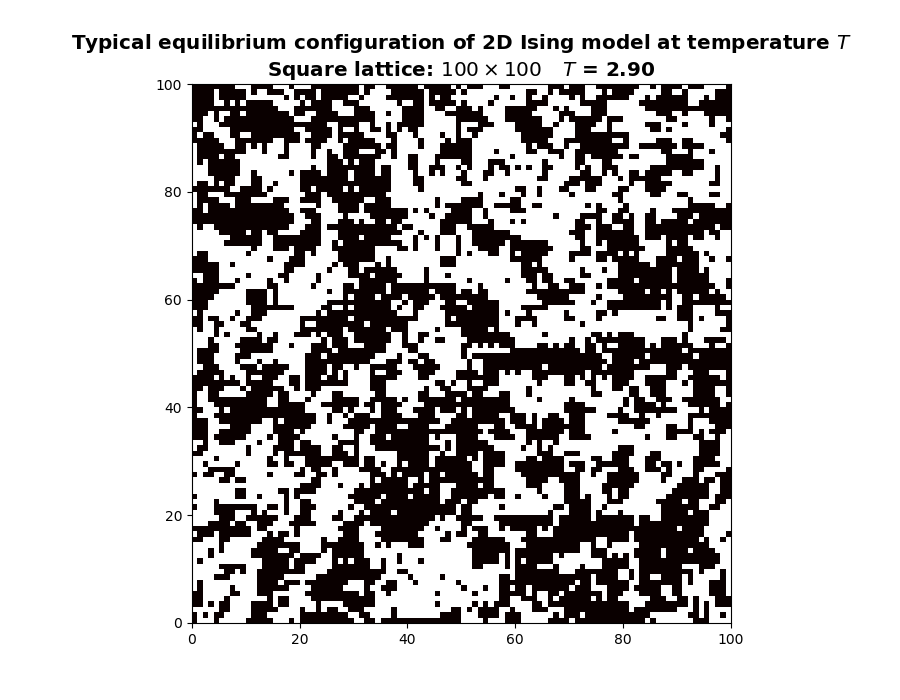 Typical equilibrium configuration of 2D Ising model at temperature T
Square lattice: 100 × 100 T = 2.90
100
80
60
40
20
0
0 20 40 60 80 100